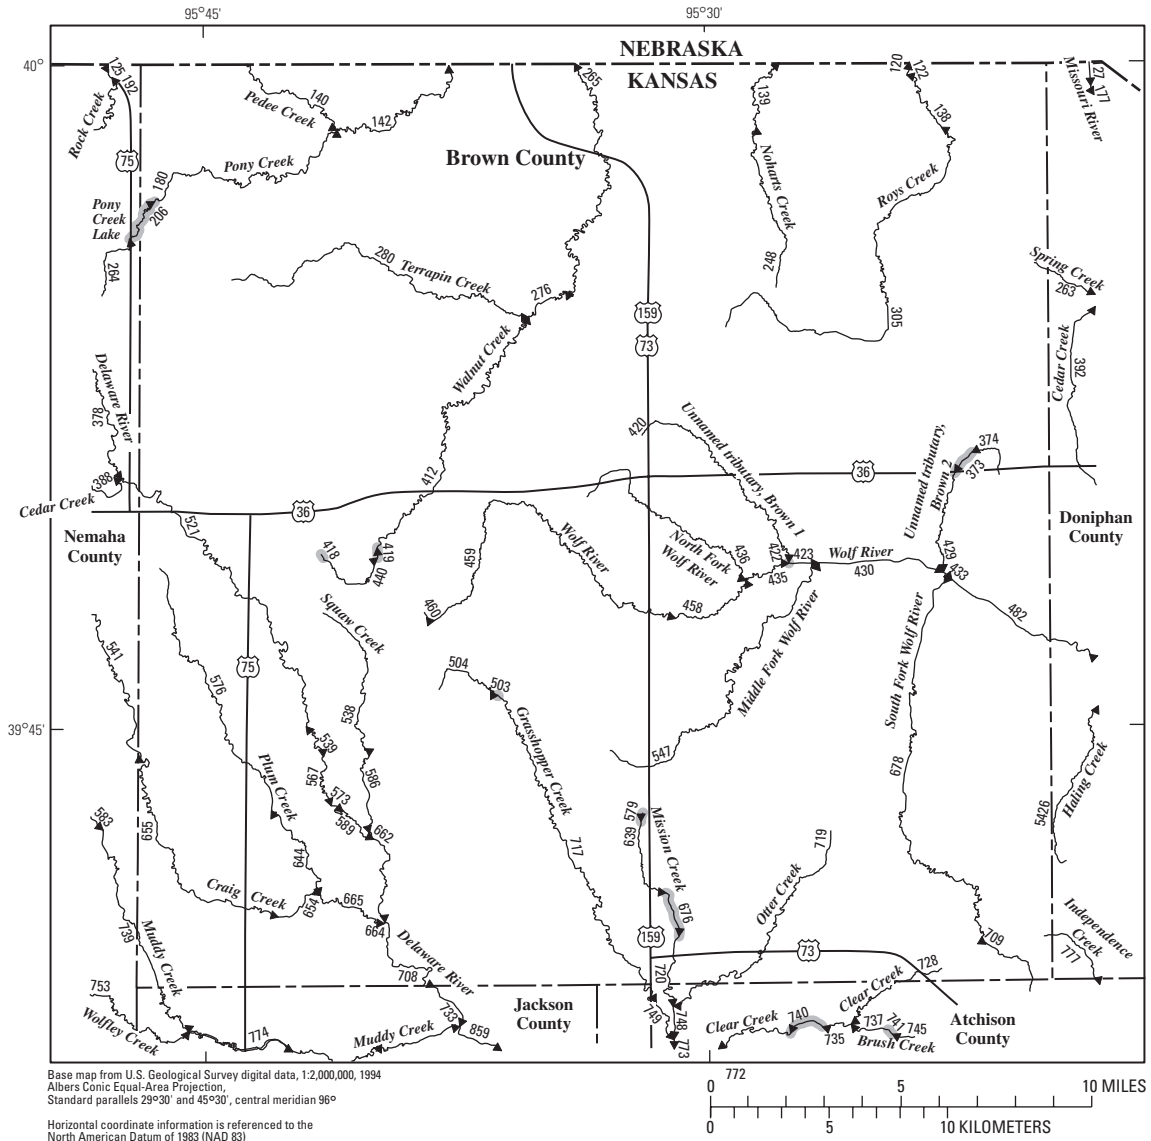 95°45'
95°30'
40°
NEBRASKA
KANSAS
125
192
Rock Creek
140
Pedee Creek
142
265
139
120
122
138
127
177
Missouri River
75
Pony Creek
180
206
Brown County
Noharts Creek
Roys Creek
Pony
Creek
Lake
264
280
Terrapin Creek
276
248
305
Spring Creek
263
159
73
Walnut Creek
Cedar Creek
392
Delaware River
378
388
Cedar Creek
412
420
Unnamed tributary, Brown 1
Unnamed tributary,
Brown 2
374
373
36
36
Nemaha
County
Doniphan
County
521
418
419
440
459
460
Wolf River
North Fork
Wolf River
436
422
423
435
Wolf River
430
429
433
458
482
Squaw Creek
541
576
75
504
503
Middle Fork Wolf River
South Fork Wolf River
39°45'
538
539
567
586
573
589
662
Plum Creek
Grasshopper Creek
547
678
Haling Creek
5426
583
655
644
579
639
Mission Creek
717
719
Craig Creek
654
665
664
676
Otter Creek
739
Muddy Creek
159
73
709
Independence
Creek
777
753
Wolfley Creek
774
708
Delaware River
733
Muddy Creek
859
Jackson
County
720
749
748
773
728
Clear Creek
Clear Creek
740
735
737
741
745
Brush Creek
Atchison
County
772
Base map from U.S. Geological Survey digital data, 1:2,000,000, 1994
Albers Conic Equal-Area Projection,
Standard parallels 29º30' and 45º30', central meridian 96º
Horizontal coordinate information is referenced to the
North American Datum of 1983 (NAD 83)
0 5 10 MILES
0 5 10 KILOMETERS